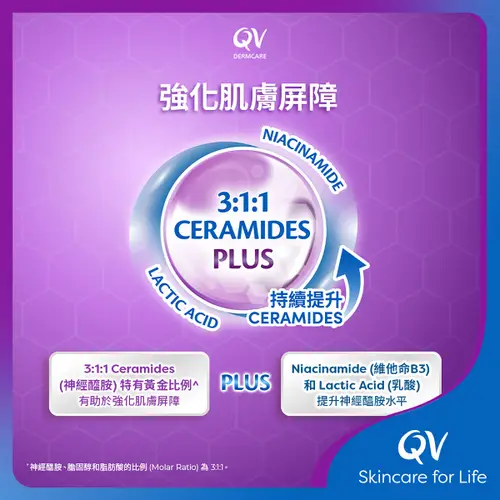 QV
DERMCARE
強化肌膚屏障
NIACINAMIDE
3:1:1
CERAMIDES
PLUS
LACTIC ACID
持續提升
CERAMIDES
3:1:1 Ceramides
(神經醯胺) 特有黃金比例^
有助於強化肌膚屏障
PLUS
Niacinamide (維他命B3)
和 Lactic Acid (乳酸)
提升神經醯胺水平
^神經醯胺、膽固醇和脂肪酸的比例 (Molar Ratio) 為 3:1:1。
QV
Skincare for Life